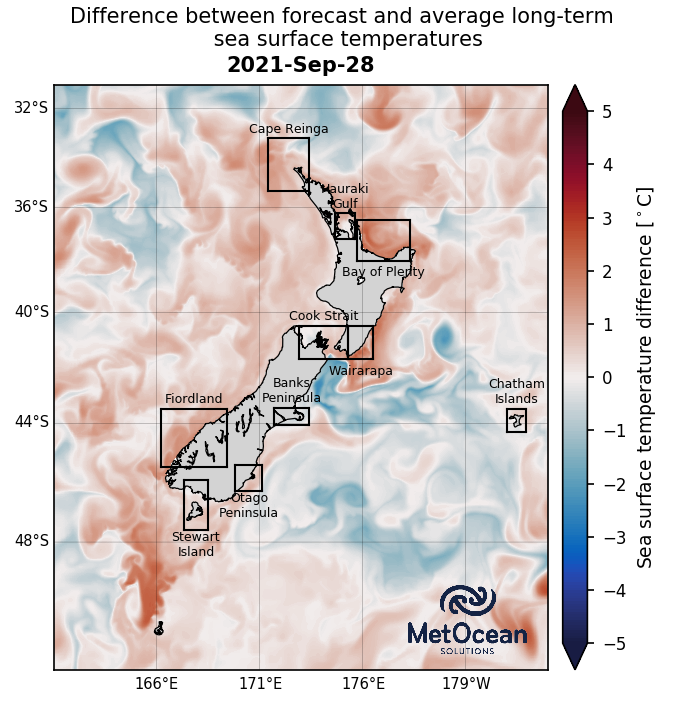 Difference between forecast and average long-term
sea surface temperatures
2021-Sep-28
32°S
36°S
40°S
44°S
48°S
166°E
171°E
176°E
179°W
Cape Reinga
Hauraki
Gulf
Bay of Plenty
Cook Strait
Wairarapa
Banks
Peninsula
Chatham
Islands
Fiordland
Otago
Peninsula
Stewart
Island
MetOcean
SOLUTIONS
5
4
3
2
1
0
−1
−2
−3
−4
−5
Sea surface temperature difference [°C]